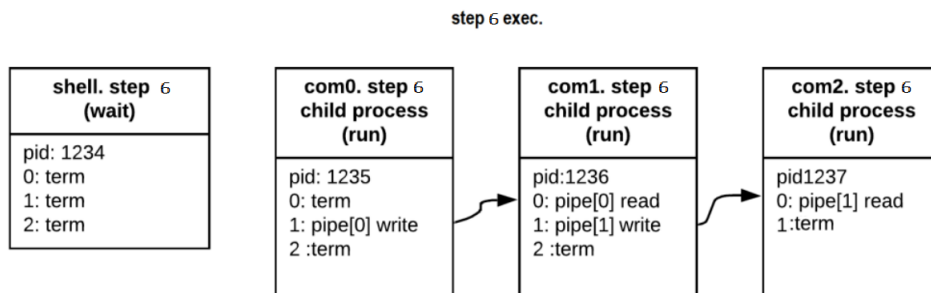 step 6 exec.
shell. step 6
(wait)
pid: 1234
0: term
1: term
2: term
com0. step 6
child process
(run)
pid: 1235
0: term
1: pipe[0] write
2 :term
com1. step 6
child process
(run)
pid:1236
0: pipe[0] read
1: pipe[1] write
2 :term
com2. step 6
child process
(run)
pid1237
0: pipe[1] read
1:term